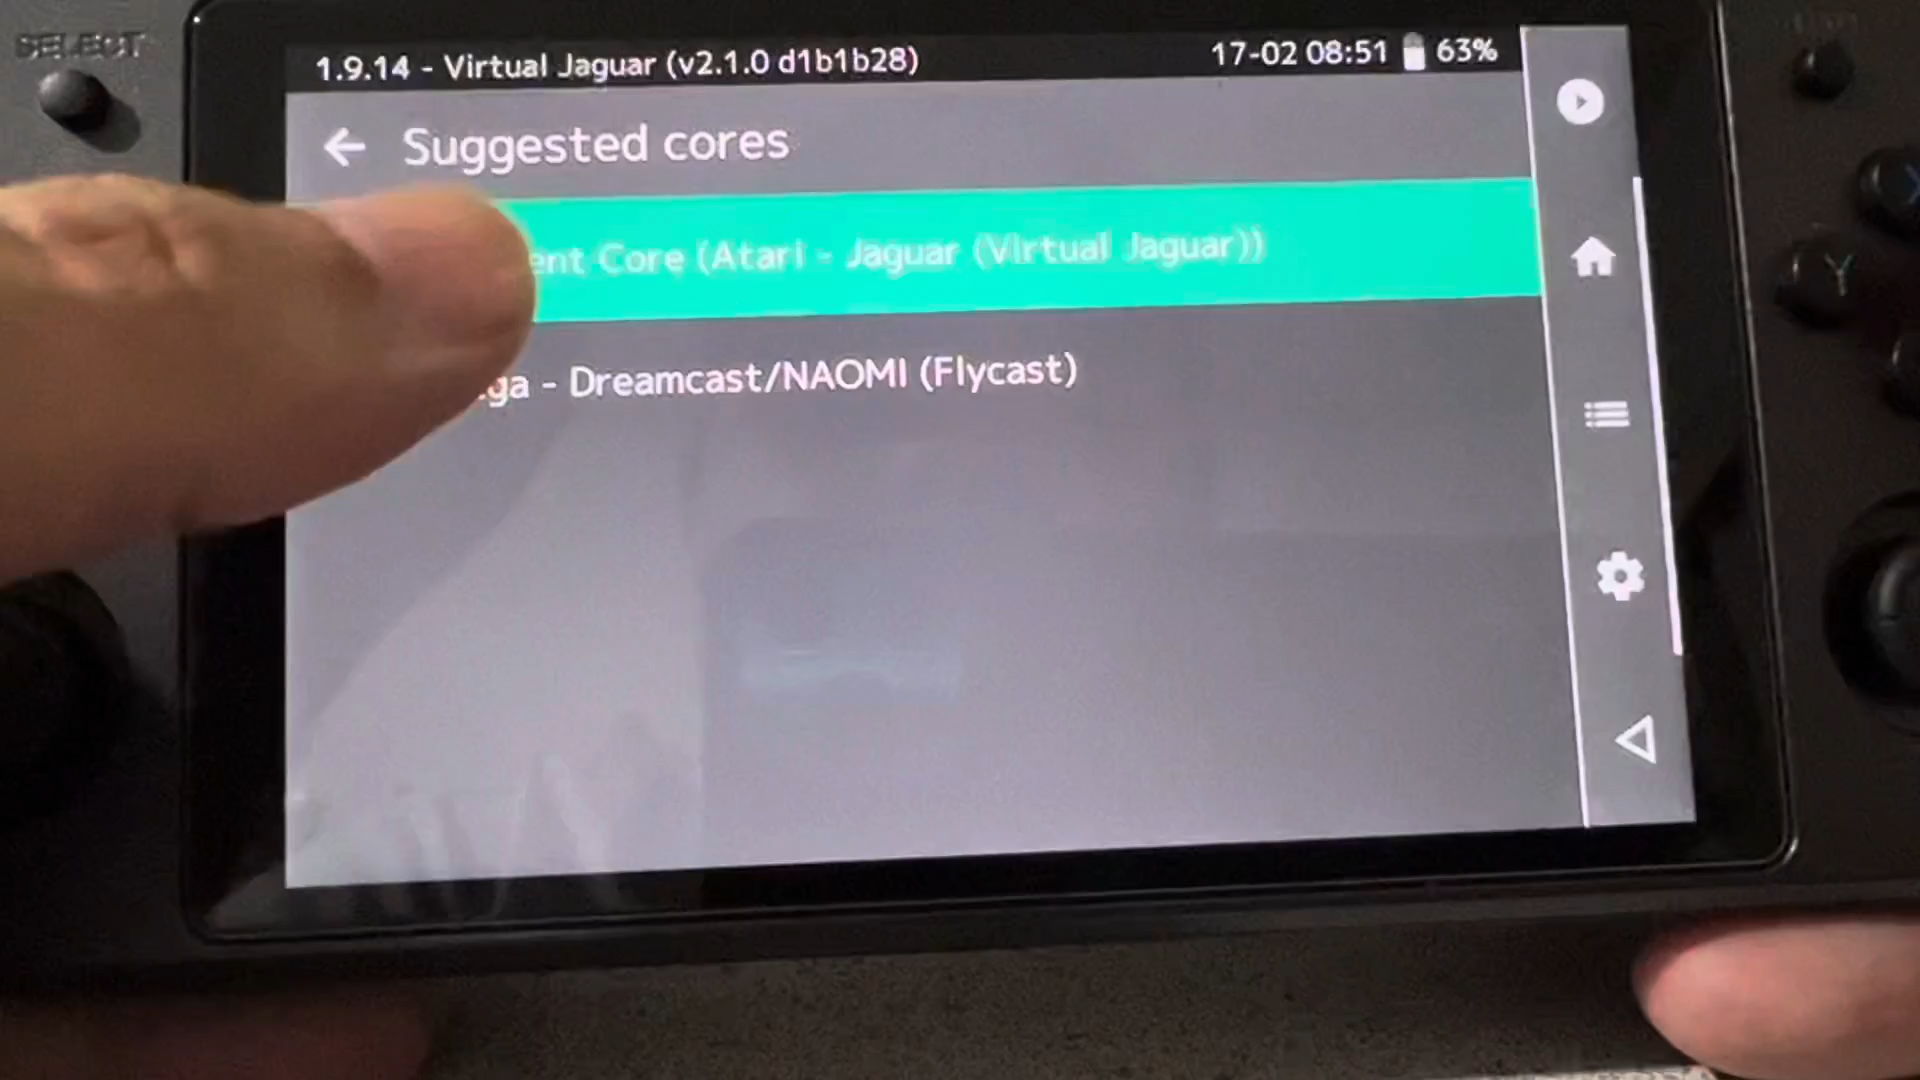 SELECT
1.9.14 - Virtual Jaguar (v2.1.0 d1b1b28)
17-02 08:51 63%
Suggested cores
ent Core (Atari - Jaguar (Virtual Jaguar))
ga - Dreamcast/NAOMI (Flycast)
X
Y